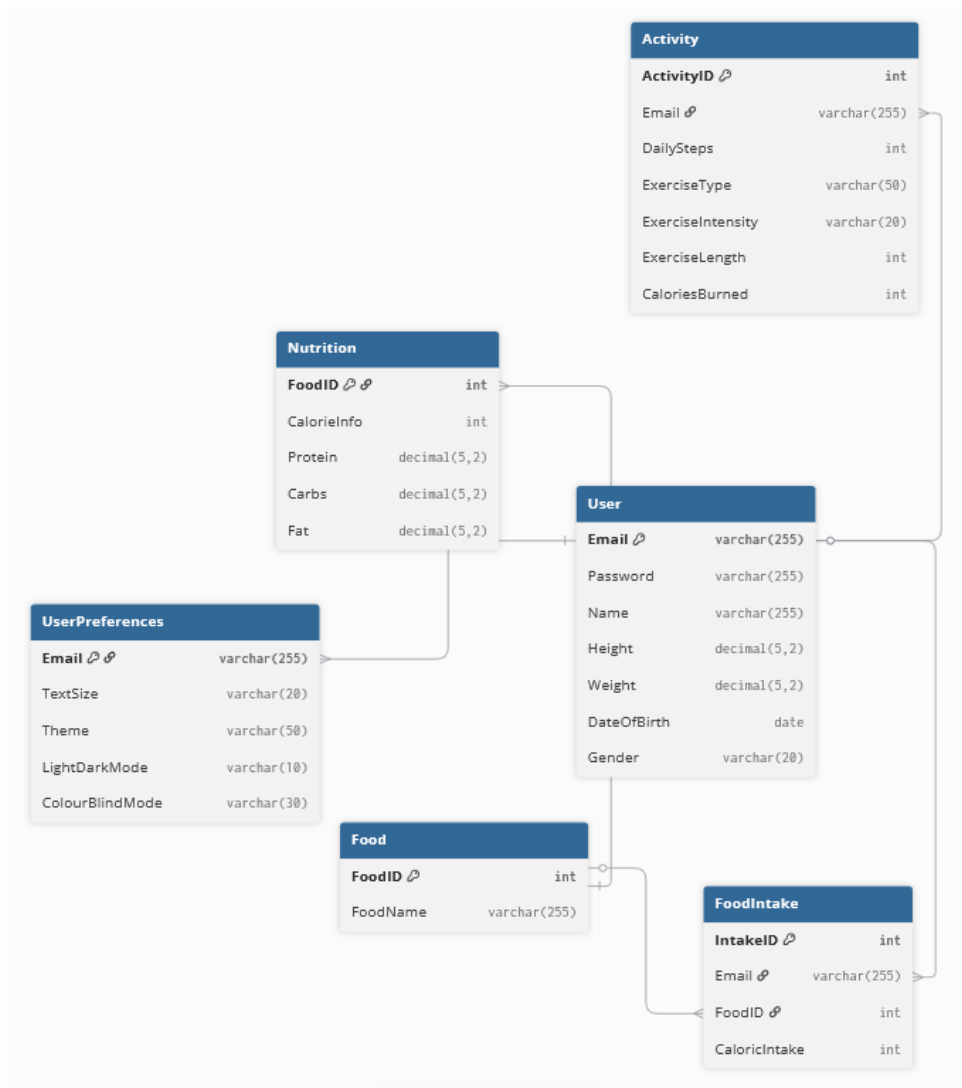 Activity
ActivityID int
Email varchar(255)
DailySteps int
ExerciseType varchar(50)
ExerciseIntensity varchar(20)
ExerciseLength int
CaloriesBurned int
Nutrition
FoodID int
CalorieInfo int
Protein decimal(5,2)
Carbs decimal(5,2)
Fat decimal(5,2)
User
Email varchar(255)
Password varchar(255)
Name varchar(255)
Height decimal(5,2)
Weight decimal(5,2)
DateOfBirth date
Gender varchar(20)
UserPreferences
Email varchar(255)
TextSize varchar(20)
Theme varchar(50)
LightDarkMode varchar(10)
ColourBlindMode varchar(30)
Food
FoodID int
FoodName varchar(255)
FoodIntake
IntakeID int
Email varchar(255)
FoodID int
CaloricIntake int